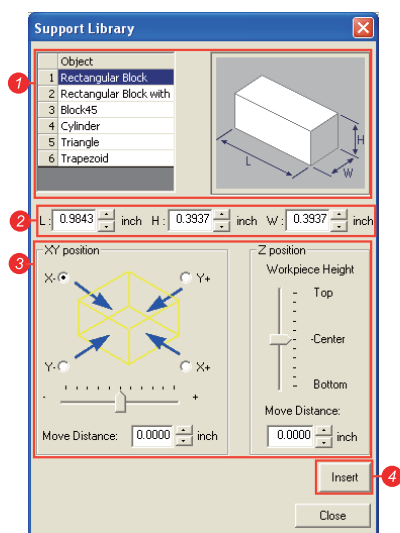 Support Library
Object
1 Rectangular Block
2 Rectangular Block with
3 Block45
4 Cylinder
5 Triangle
6 Trapezoid
L
W
H
1
2
L : 0.9843 inch H : 0.3937 inch W : 0.3937 inch
3
XY position
X-
Y+
Y-
X+
- +
Move Distance: 0.0000 inch
Z position
Workpiece Height
Top
-Center
Bottom
Move Distance:
0.0000 inch
Insert
4
Close